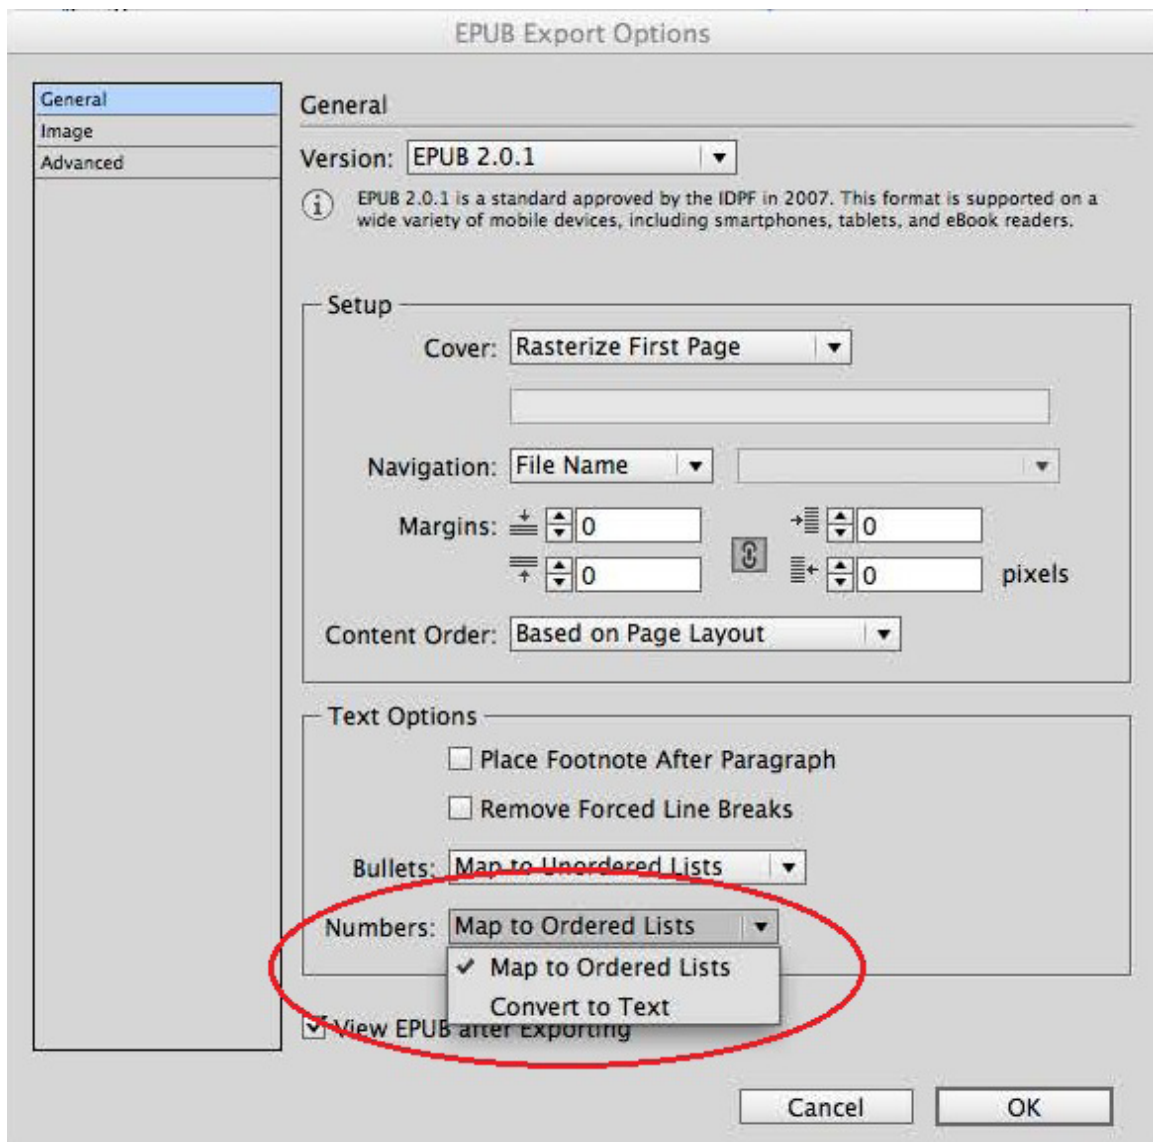 EPUB Export Options
General
Image
Advanced
General
Version: EPUB 2.0.1
EPUB 2.0.1 is a standard approved by the IDPF in 2007. This format is supported on a
wide variety of mobile devices, including smartphones, tablets, and eBook readers.
Setup
Cover: Rasterize First Page
Navigation: File Name
Margins: 0 0
0 0 pixels
Content Order: Based on Page Layout
Text Options
Place Footnote After Paragraph
Remove Forced Line Breaks
Bullets: Map to Unordered Lists
Numbers: Map to Ordered Lists
Map to Ordered Lists
Convert to Text
View EPUB after Exporting
Cancel OK